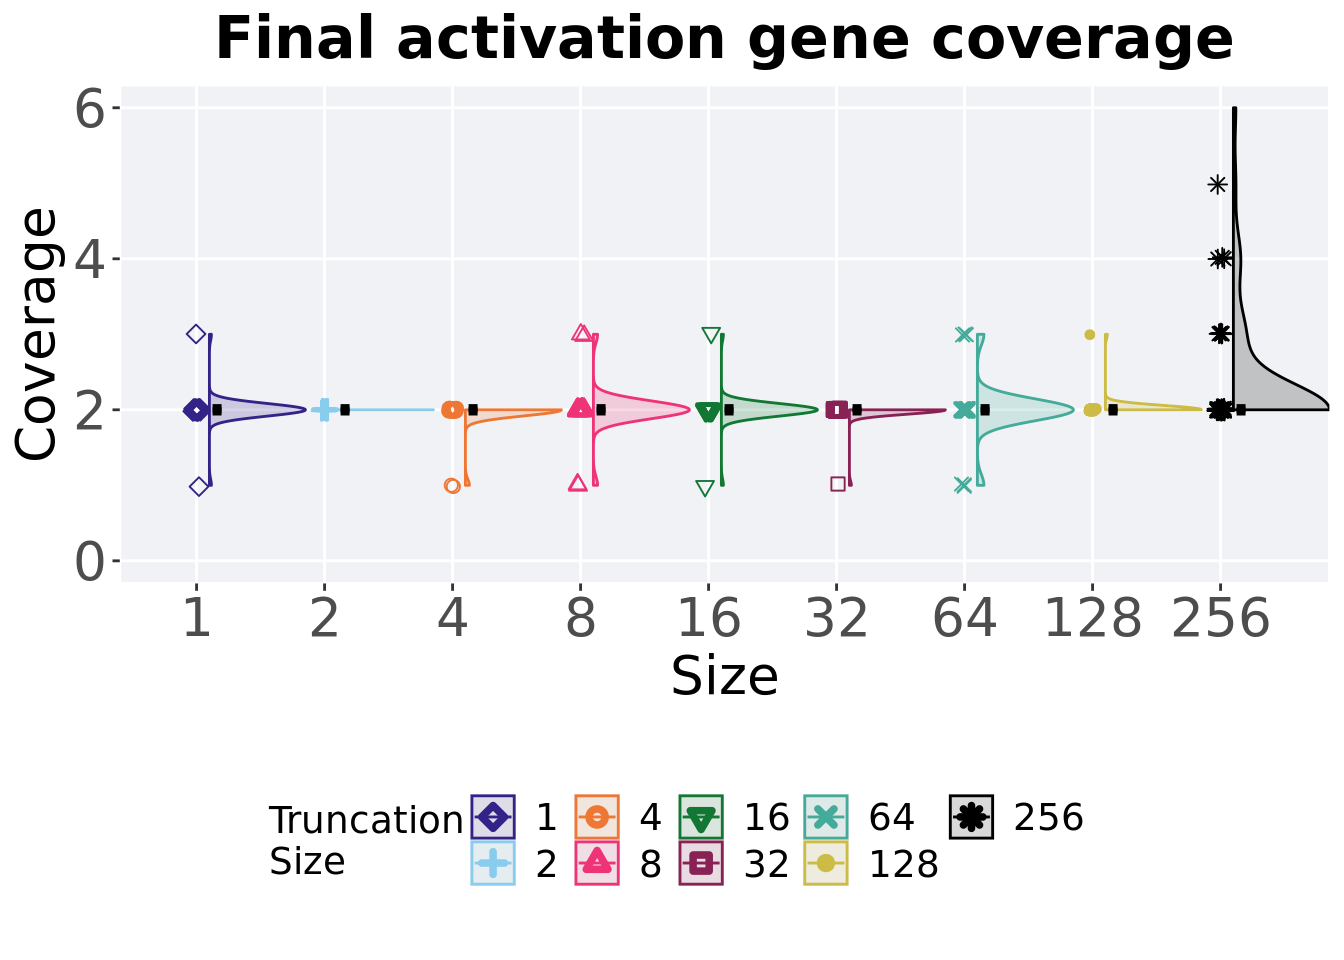 Final activation gene coverage
6
4
2
0
Coverage
1 2 4 8 16 32 64 128 256
Size
Truncation Size
1 4 16 64 256
2 8 32 128